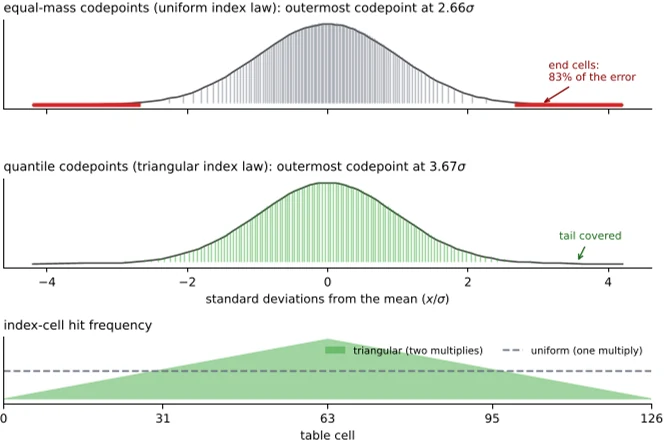 equal-mass codepoints (uniform index law): outermost codepoint at 2.66σ
end cells:
83% of the error
quantile codepoints (triangular index law): outermost codepoint at 3.67σ
tail covered
−4 −2 0 2 4
standard deviations from the mean (x/σ)
index-cell hit frequency
triangular (two multiplies) uniform (one multiply)
0 31 63 95 126
table cell